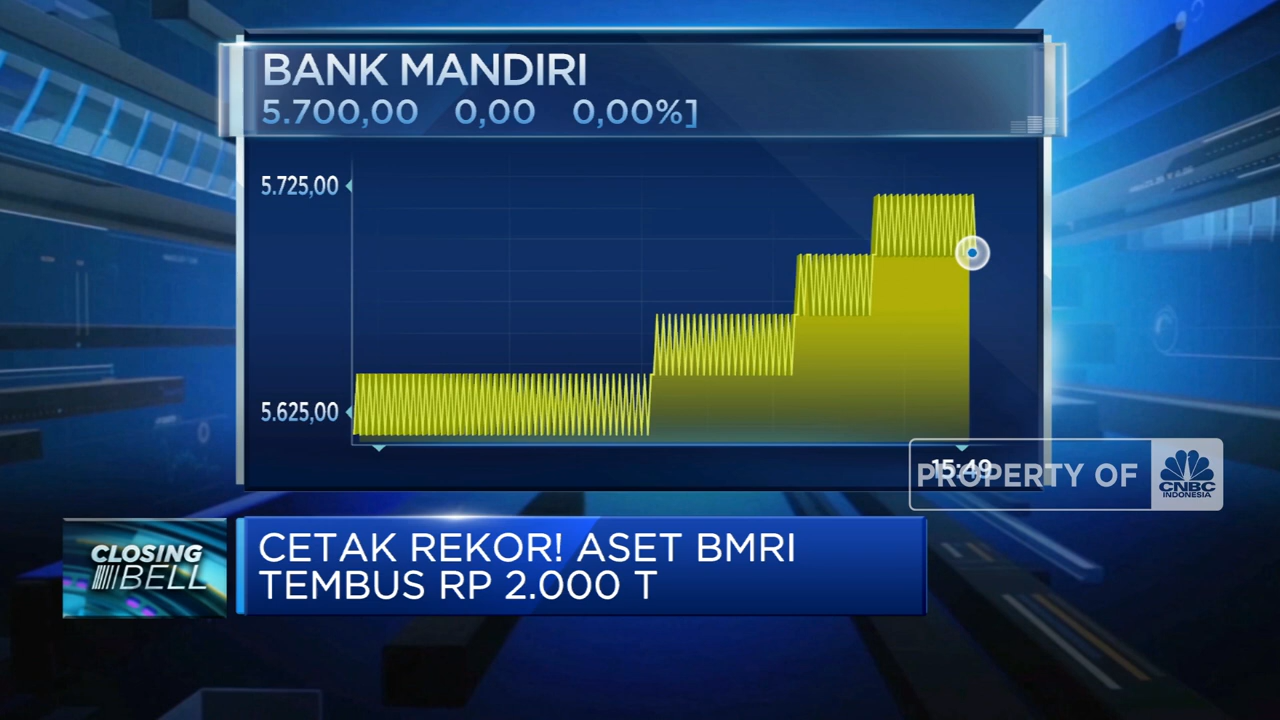 BANK MANDIRI
5.700,00 0,00 0,00%]
5.725,00
5.625,00
15:49
PROPERTY OF
CNBC
INDONESIA
CLOSING
BELL
CETAK REKOR! ASET BMRI
TEMBUS RP 2.000 T